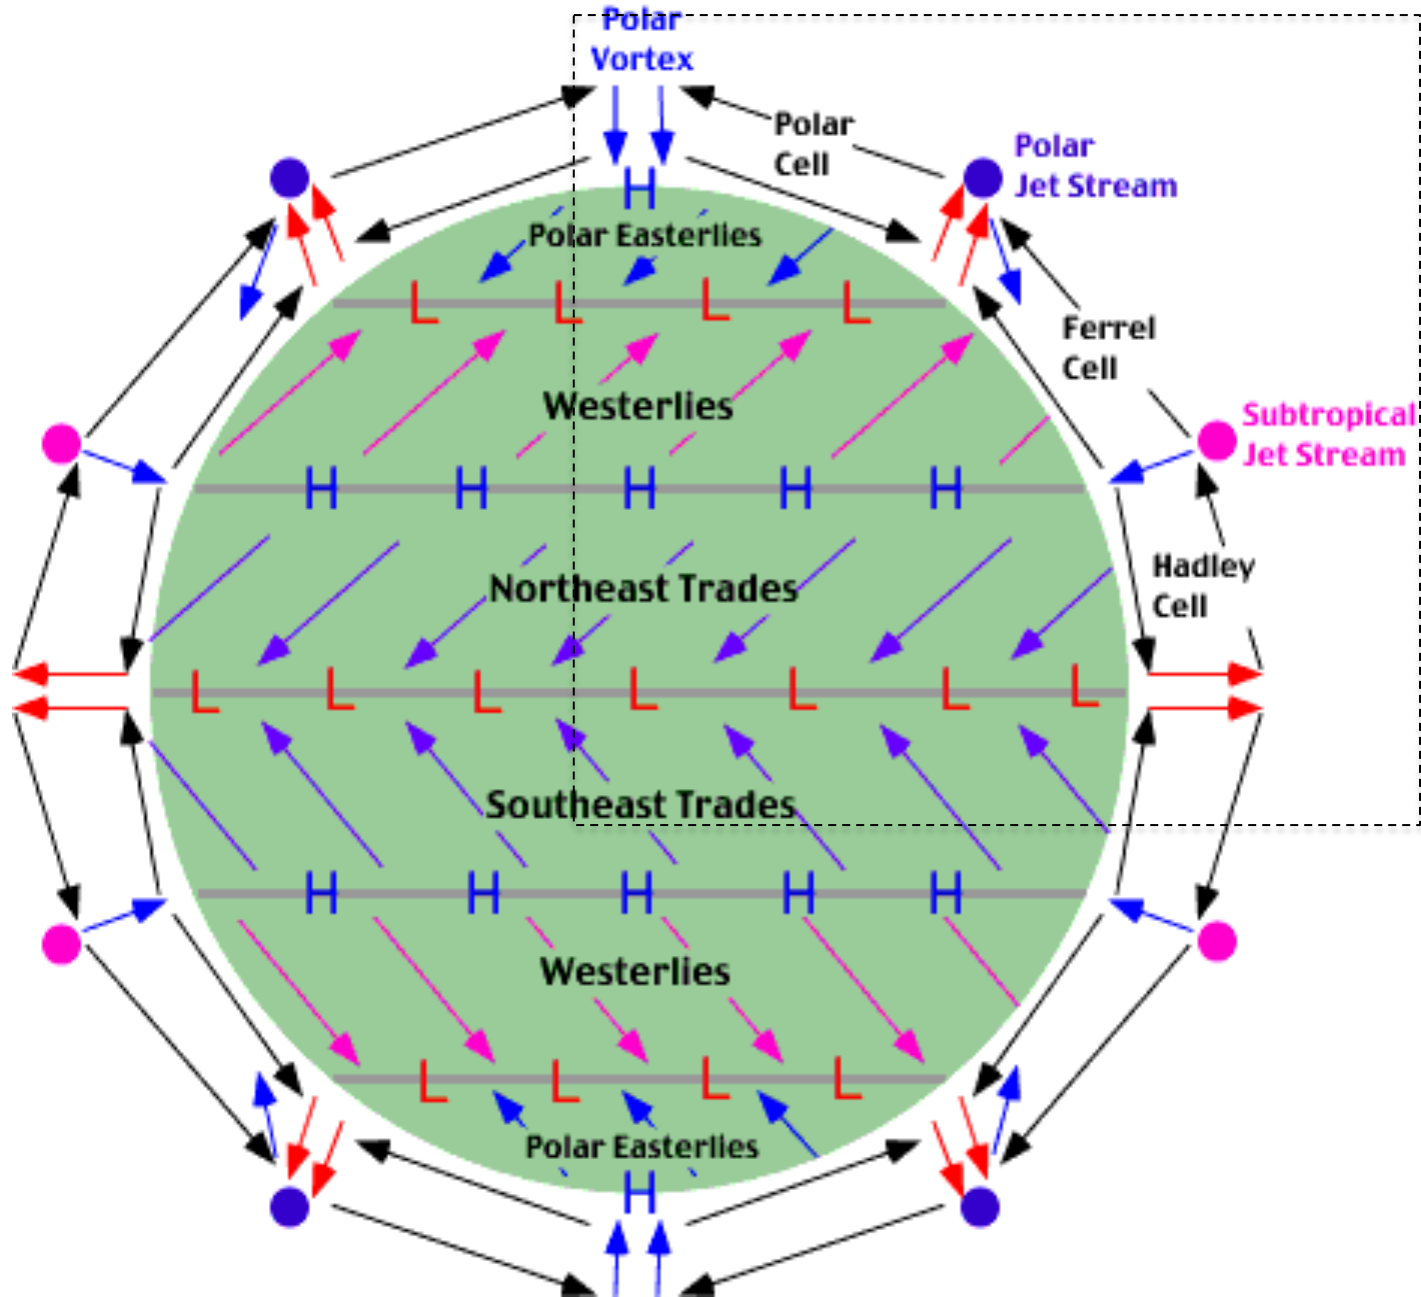 Polar
Vortex
Polar
Cell
Polar
Jet Stream
H
Polar Easterlies
L L L L
Ferrel
Cell
Westerlies
Subtropical
Jet Stream
H H H H H
Hadley
Cell
Northeast Trades
L L L L L L L
Southeast Trades
H H H H H
Westerlies
L L L L
Polar Easterlies
H